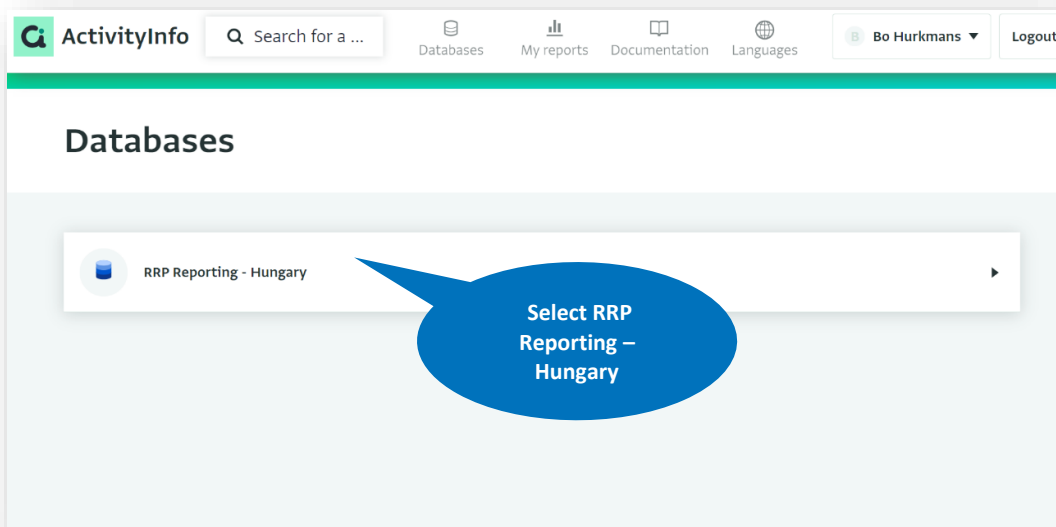 ActivityInfo
Search for a ...
Databases
My reports
Documentation
Languages
B
Bo Hurkmans
Logout
Databases
RRP Reporting - Hungary
Select RRP
Reporting –
Hungary